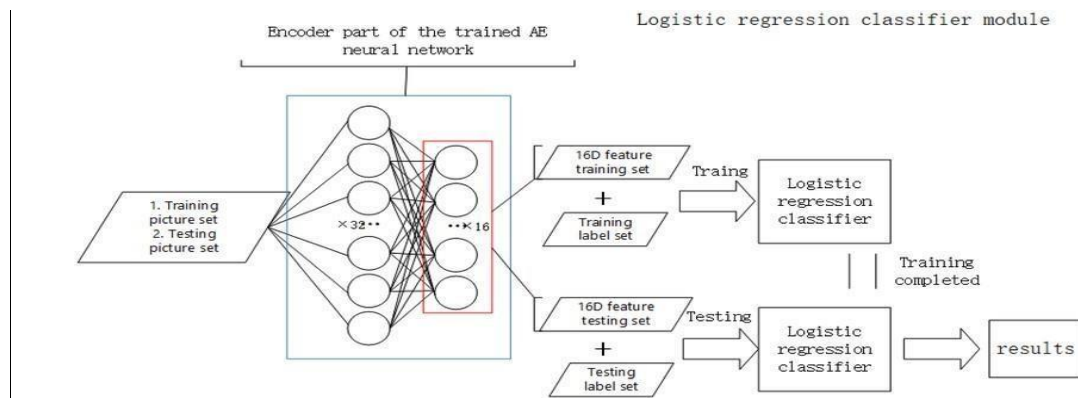 Logistic regression classifier module
Encoder part of the trained AE
neural network
1. Training
picture set
2. Testing
picture set
×32··
··×16
16D feature
training set
+
Training
label set
Traing
Logistic
regression
classifier
Training
completed
16D feature
testing set
+
Testing
label set
Testing
Logistic
regression
classifier
results